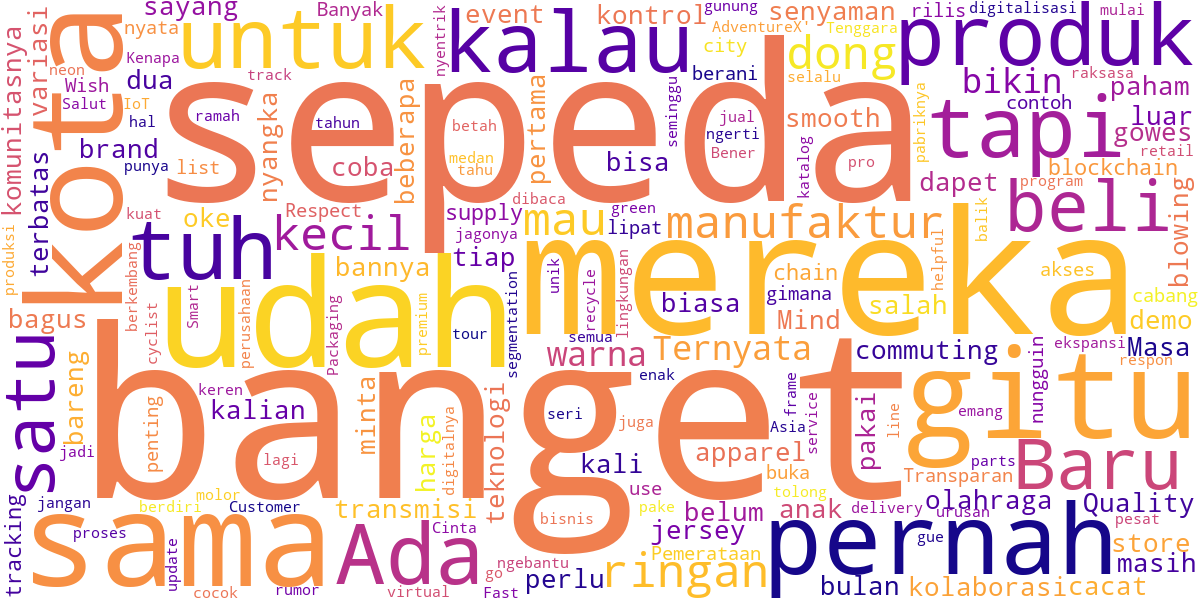 sayang
Banyak
event
kontrol
gunung
senyaman
rilis
digitalisasi
mulai
nyata
untuk
nyentrik
kalau
AdventureX'
Tenggara
city
dong
produk
kota
variasi
komunitasnya
neon
Kenapa
Wish
dua
track
berani
selalu
bikin
raksasa
paham
Salut
IoT
hal
ramah
sepeda
tahun
nyangka
beberapa
betah
pertama
seminggu
jual
ngerti
smooth
contoh
tapi
luar
gowes
pabriknya
terbatas
brand
punya
list
coba
medan
tahu
bisa
Bener
katalog
pro
retail
blockchain
program
dapet
kuat
oke
Respect
dibaca
supply
jagonya
mau
green
lipat
manufaktur
beli
balik
blowing
produksi
tuh
kecil
tiap
mereka
berkembang
udah
bannya
unik
recycle
lingkungan
chain
gimana
helpful
akses
biasa
salah
cabang
Smart
perusahaan
Packaging
premium
tour
segmentation
semua
Mind
demo
bagus
cyclist
warna
Ternyata
commuting
ekspansi
Masa
respon
satu
bareng
banget
keren
kalian
minta
enak
seri
juga
Asia
frame
service
pakai
line
gitu
emang
nungguin
penting
harga
digitalnya
teknologi
jadi
lagi
kali
apparel
buka
parts
Transparan
Baru
tracking
jangan
molor
berdiri
Customer
transmisi
use
pake
belum
tolong
anak
delivery
olahraga
urusan
Quality
bisnis
jersey
gue
pesat
sama
proses
update
Ada
Cinta
ngebantu
go
Pemerataan
pernah
store
masih
cocok
rumor
virtual
Fast
perlu
ringan
bulan
kolaborasi
cacat